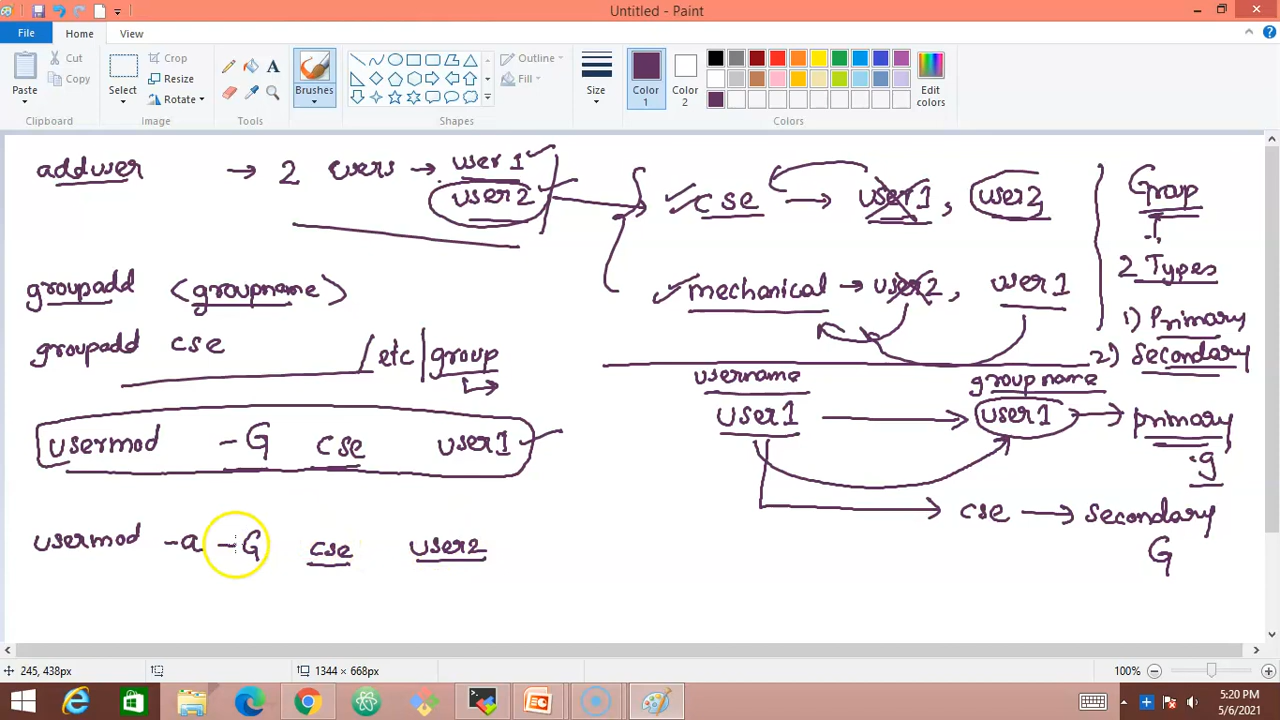 Untitled - Paint
File Home View
Paste
Cut
Copy
Clipboard
Select
Crop
Resize
Rotate
Image
Tools
Brushes
Outline
Fill
Shapes
Size
Color 1
Color 2
Edit colors
Colors
adduser → 2 users → user1
user2
cse → user1, user2
mechanical → user2, user1
Group
2 Types
1) Primary
2) Secondary
groupadd (groupname)
groupadd cse
/etc/group
usermod -G cse user1
usermod -a -G cse user2
username groupname
user1 → user1 → primary
g
cse → secondary
G
245, 438px
1344 × 668px
100%
5:20 PM
5/6/2021